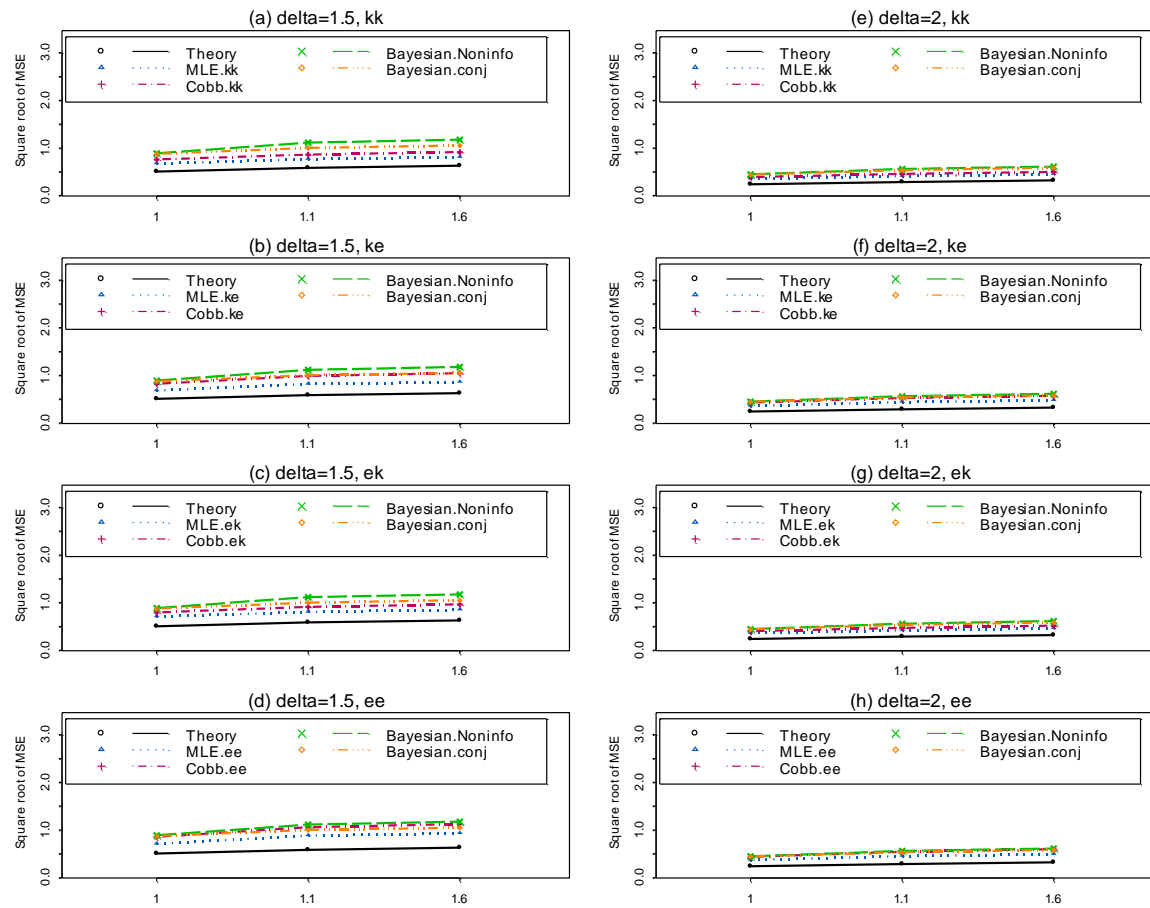 (a) delta=1.5, kk
Square root of MSE
3.0
2.0
1.0
0.0
Theory
MLE.kk
Cobb.kk
Bayesian.Noninfo
Bayesian.conj
1 1.1 1.6
(e) delta=2, kk
Square root of MSE
3.0
2.0
1.0
0.0
Theory
MLE.kk
Cobb.kk
Bayesian.Noninfo
Bayesian.conj
1 1.1 1.6
(b) delta=1.5, ke
Square root of MSE
3.0
2.0
1.0
0.0
Theory
MLE.ke
Cobb.ke
Bayesian.Noninfo
Bayesian.conj
1 1.1 1.6
(f) delta=2, ke
Square root of MSE
3.0
2.0
1.0
0.0
Theory
MLE.ke
Cobb.ke
Bayesian.Noninfo
Bayesian.conj
1 1.1 1.6
(c) delta=1.5, ek
Square root of MSE
3.0
2.0
1.0
0.0
Theory
MLE.ek
Cobb.ek
Bayesian.Noninfo
Bayesian.conj
1 1.1 1.6
(g) delta=2, ek
Square root of MSE
3.0
2.0
1.0
0.0
Theory
MLE.ek
Cobb.ek
Bayesian.Noninfo
Bayesian.conj
1 1.1 1.6
(d) delta=1.5, ee
Square root of MSE
3.0
2.0
1.0
0.0
Theory
MLE.ee
Cobb.ee
Bayesian.Noninfo
Bayesian.conj
1 1.1 1.6
(h) delta=2, ee
Square root of MSE
3.0
2.0
1.0
0.0
Theory
MLE.ee
Cobb.ee
Bayesian.Noninfo
Bayesian.conj
1 1.1 1.6